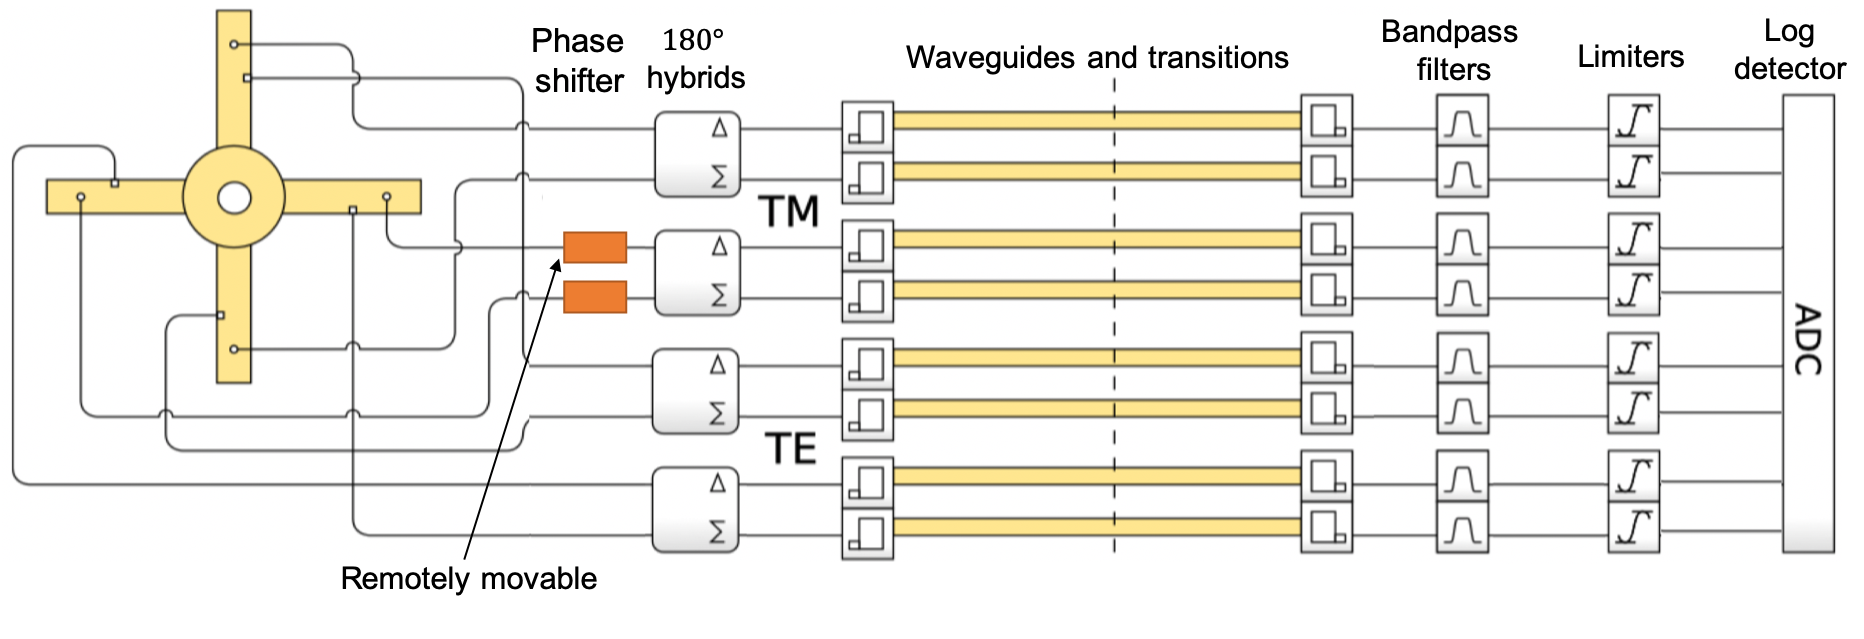 Phase
shifter
180°
hybrids
Waveguides and transitions
Bandpass
filters
Limiters
Log
detector
Δ
Σ
TM
Δ
Σ
Δ
Σ
TE
Δ
Σ
ADC
Remotely movable